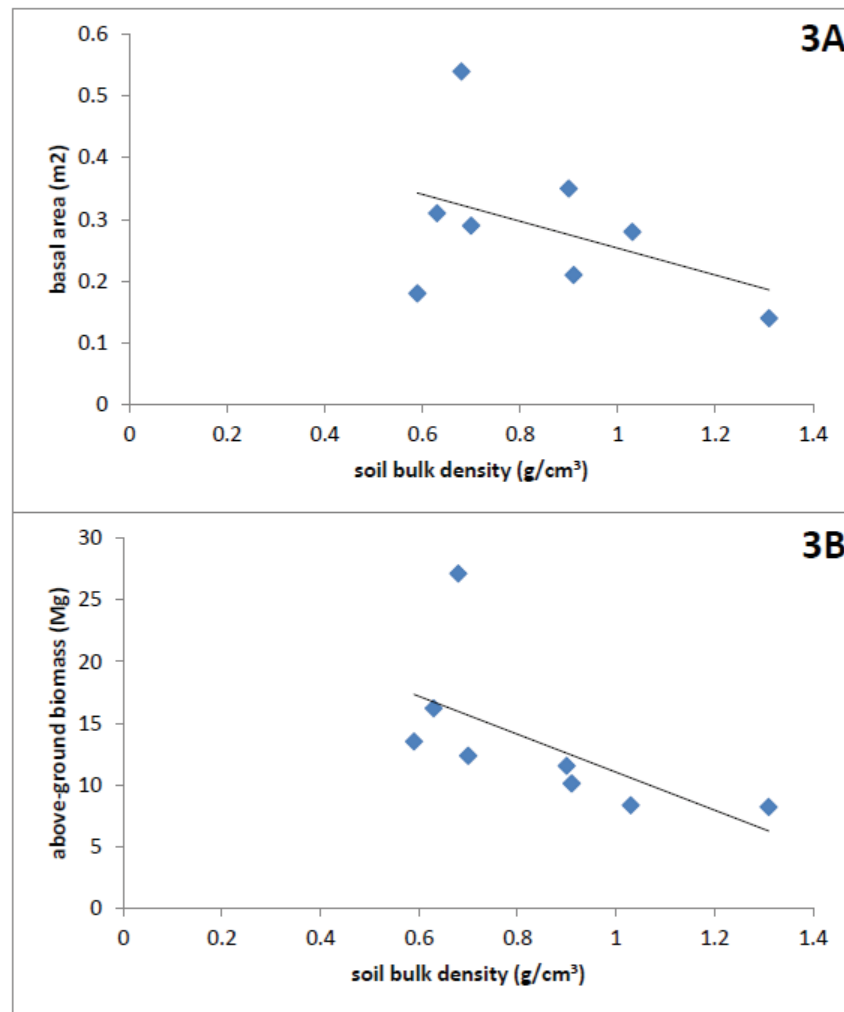 3A
0.6
0.5
0.4
0.3
0.2
0.1
0
basal area (m2)
0 0.2 0.4 0.6 0.8 1 1.2 1.4
soil bulk density (g/cm³)
3B
30
25
20
15
10
5
0
above-ground biomass (Mg)
0 0.2 0.4 0.6 0.8 1 1.2 1.4
soil bulk density (g/cm³)